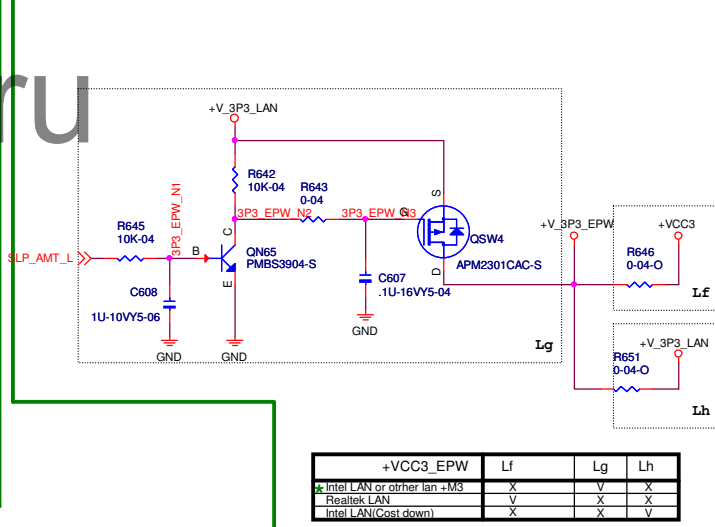 ru
+V_3P3_LAN
R642
10K-04
R643
0-04
3P3_EPW_N1
3P3_EPW_N2
3P3_EPW_N3
R645
10K-04
SLP_AMT_L
B
C
E
QN65
PMBS3904-S
C608
1U-10VY5-06
GND
GND
C607
.1U-16VY5-04
GND
S
G
D
QSW4
APM2301CAC-S
Lg
+V_3P3_EPW
+VCC3
R646
0-04-O
Lf
+V_3P3_LAN
R651
0-04-O
Lh
+VCC3_EPW Lf Lg Lh
* Intel LAN or otrher lan +M3 X V X
Realtek LAN V X X
Intel LAN(Cost down) X X V